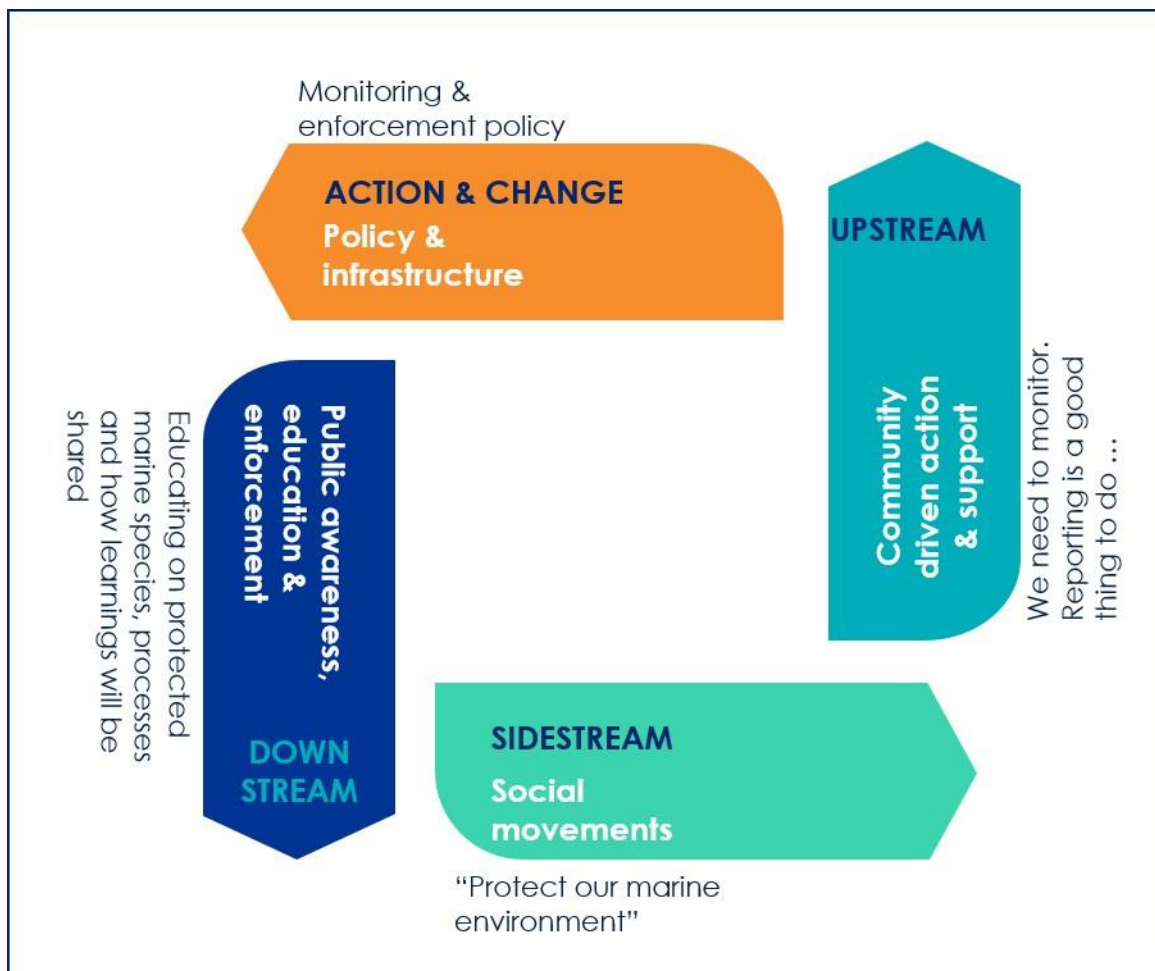 Monitoring &
enforcement policy
ACTION & CHANGE
Policy &
infrastructure
UPSTREAM
Community
driven action
& support
We need to monitor.
Reporting is a good
thing to do ...
Public awareness,
education &
enforcement
DOWN
STREAM
Educating on protected
marine species, processes
and how learnings will be
shared
SIDESTREAM
Social
movements
“Protect our marine
environment”